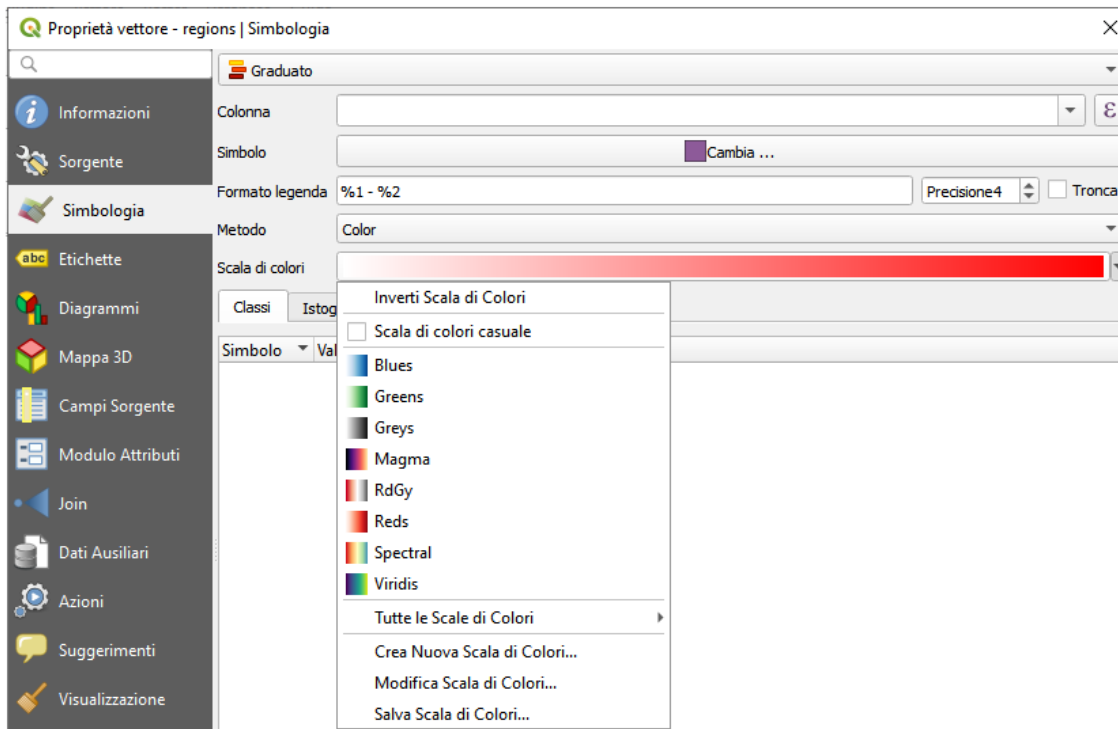 Proprietà vettore - regions | Simbologia
Informazioni
Sorgente
Simbologia
abc Etichette
Diagrammi
Mappa 3D
Campi Sorgente
Modulo Attributi
Join
Dati Ausiliari
Azioni
Suggerimenti
Visualizzazione
Graduato
Colonna
ε
Simbolo
Cambia ...
Formato legenda
%1 - %2
Precisione4
Tronca
Metodo
Color
Scala di colori
Classi
Istog
Simbolo
Val
Inverti Scala di Colori
Scala di colori casuale
Blues
Greens
Greys
Magma
RdGy
Reds
Spectral
Viridis
Tutte le Scale di Colori
Crea Nuova Scala di Colori...
Modifica Scala di Colori...
Salva Scala di Colori...